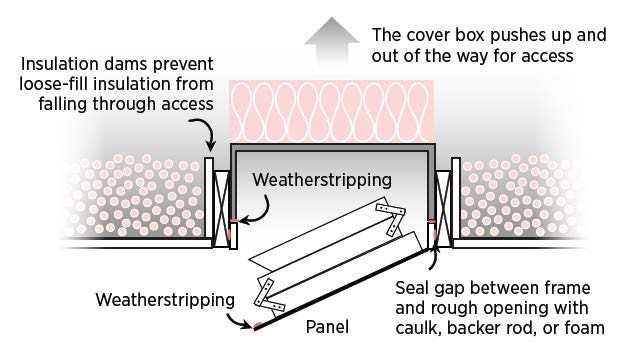 The cover box pushes up and
out of the way for access
Insulation dams prevent
loose-fill insulation from
falling through access
Weatherstripping
Weatherstripping
Panel
Seal gap between frame
and rough opening with
caulk, backer rod, or foam